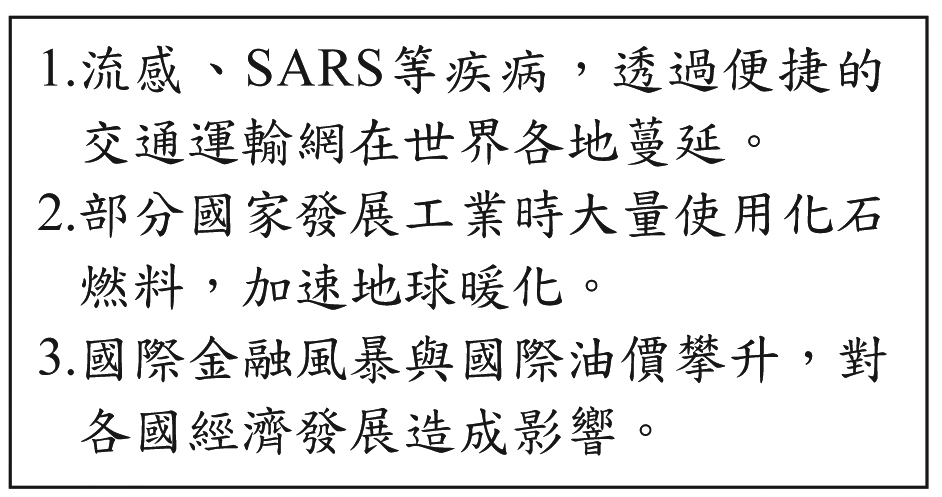 1.流感、SARS等疾病，透過便捷的
交通運輸網在世界各地蔓延。
2.部分國家發展工業時大量使用化石
燃料，加速地球暖化。
3.國際金融風暴與國際油價攀升，對
各國經濟發展造成影響。